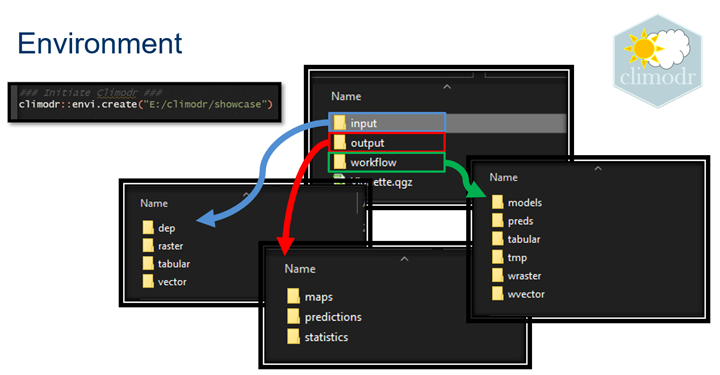 Environment
climodr
### Initiate Climodr ###
climodr::envi.create("E:/climodr/showcase")
Name
input
output
workflow
Vignette.qgz
Name
dep
raster
tabular
vector
Name
maps
predictions
statistics
Name
models
preds
tabular
tmp
wraster
wvector